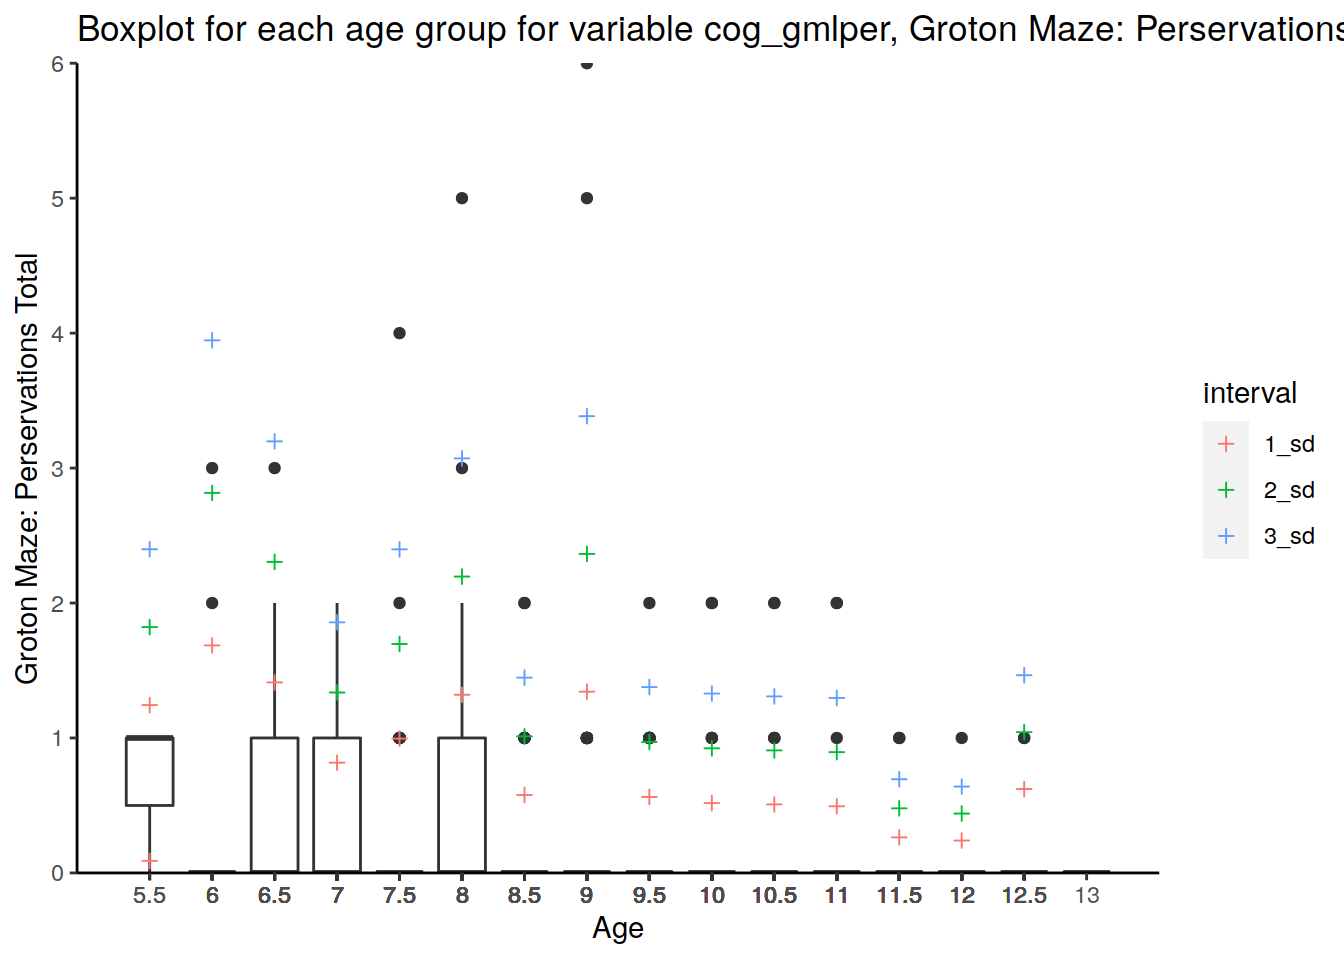 Boxplot for each age group for variable cog_gmlper, Groton Maze: Perservations
6
5
4
3
2
1
0
Groton Maze: Perservations Total
5.5 6 6.5 7 7.5 8 8.5 9 9.5 10 10.5 11 11.5 12 12.5 13
Age
interval
1_sd
2_sd
3_sd